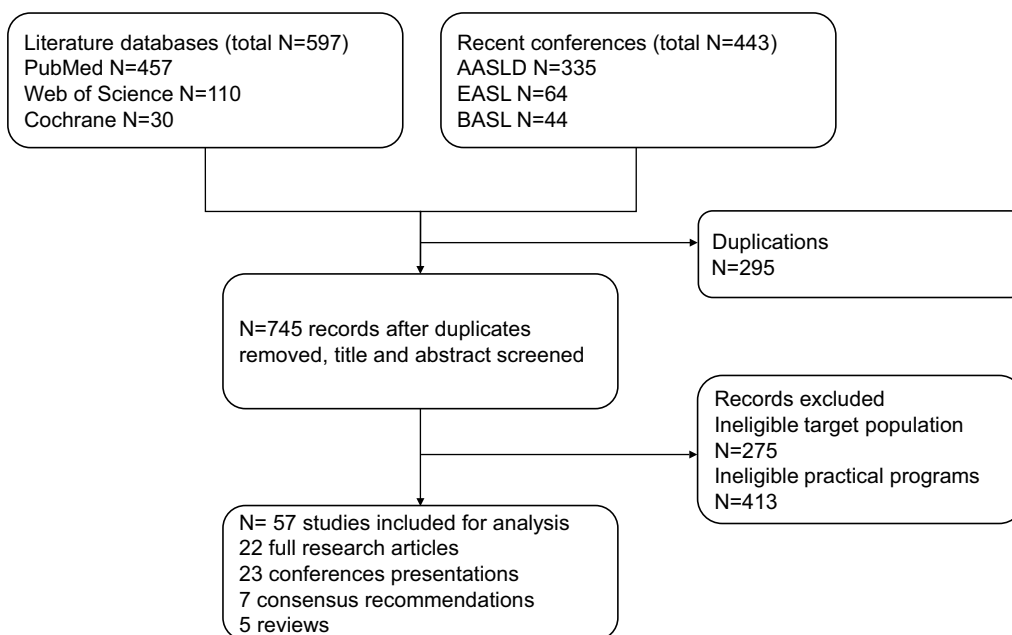 Literature databases (total N=597)
PubMed N=457
Web of Science N=110
Cochrane N=30
Recent conferences (total N=443)
AASLD N=335
EASL N=64
BASL N=44
Duplications
N=295
N=745 records after duplicates
removed, title and abstract screened
Records excluded
Ineligible target population
N=275
Ineligible practical programs
N=413
N= 57 studies included for analysis
22 full research articles
23 conferences presentations
7 consensus recommendations
5 reviews